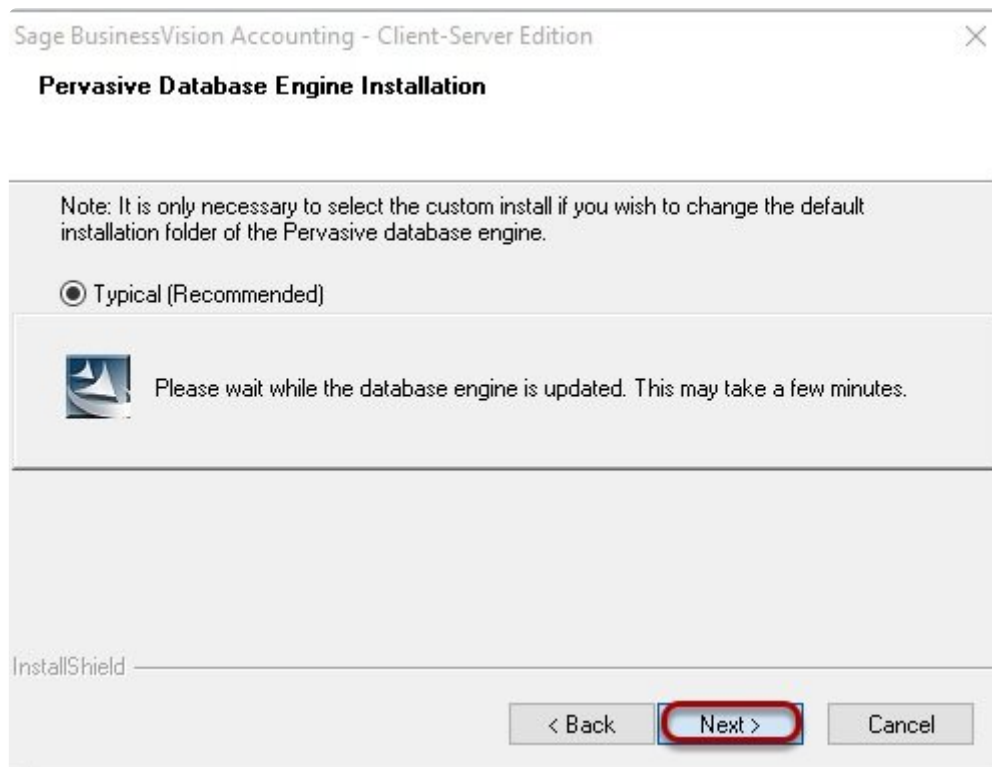 Sage BusinessVision Accounting - Client-Server Edition
Pervasive Database Engine Installation
Note: It is only necessary to select the custom install if you wish to change the default
installation folder of the Pervasive database engine.
Typical (Recommended)
Please wait while the database engine is updated. This may take a few minutes.
InstallShield
< Back Next > Cancel